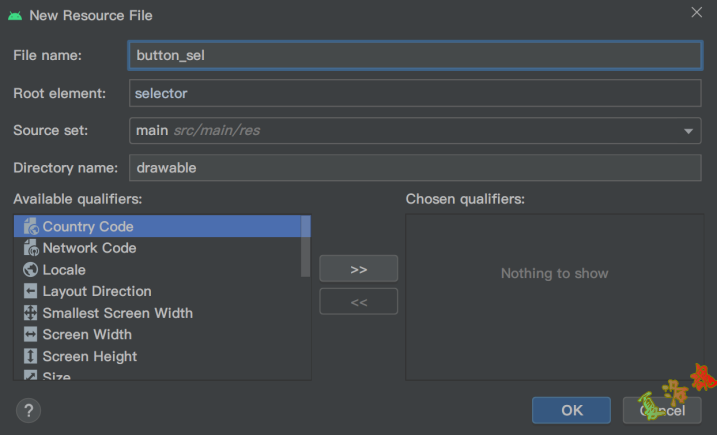 New Resource File
File name: button_sel
Root element: selector
Source set: main src/main/res
Directory name: drawable
Available qualifiers: Chosen qualifiers:
Country Code
Network Code
Locale
Layout Direction
Smallest Screen Width
Screen Width
Screen Height
Size
>>
<<
Nothing to show
? OK Cancel